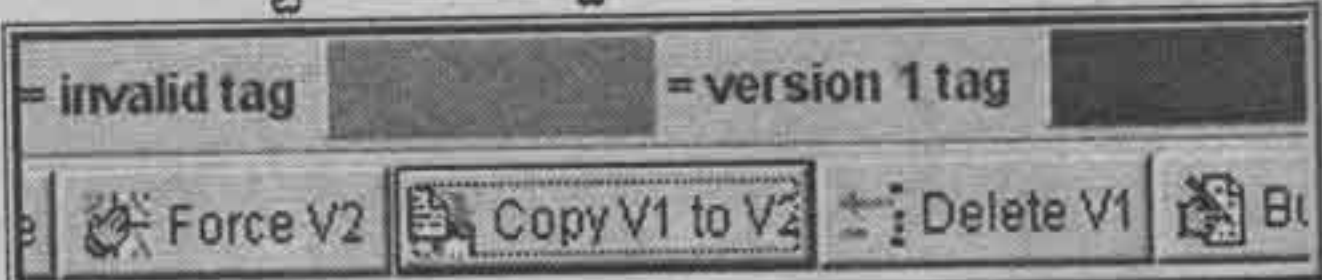 = invalid tag = version 1 tag
Force V2 Copy V1 to V2 Delete V1